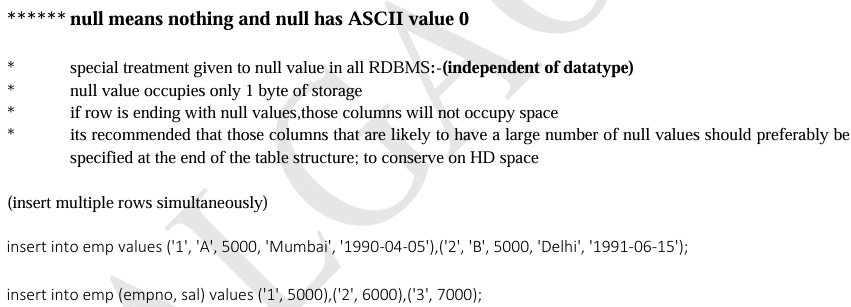 ****** null means nothing and null has ASCII value 0
* special treatment given to null value in all RDBMS:-(independent of datatype)
* null value occupies only 1 byte of storage
* if row is ending with null values,those columns will not occupy space
* its recommended that those columns that are likely to have a large number of null values should preferably be
specified at the end of the table structure; to conserve on HD space
(insert multiple rows simultaneously)
insert into emp values ('1', 'A', 5000, 'Mumbai', '1990-04-05'),('2', 'B', 5000, 'Delhi', '1991-06-15');
insert into emp (empno, sal) values ('1', 5000),('2', 6000),('3', 7000);